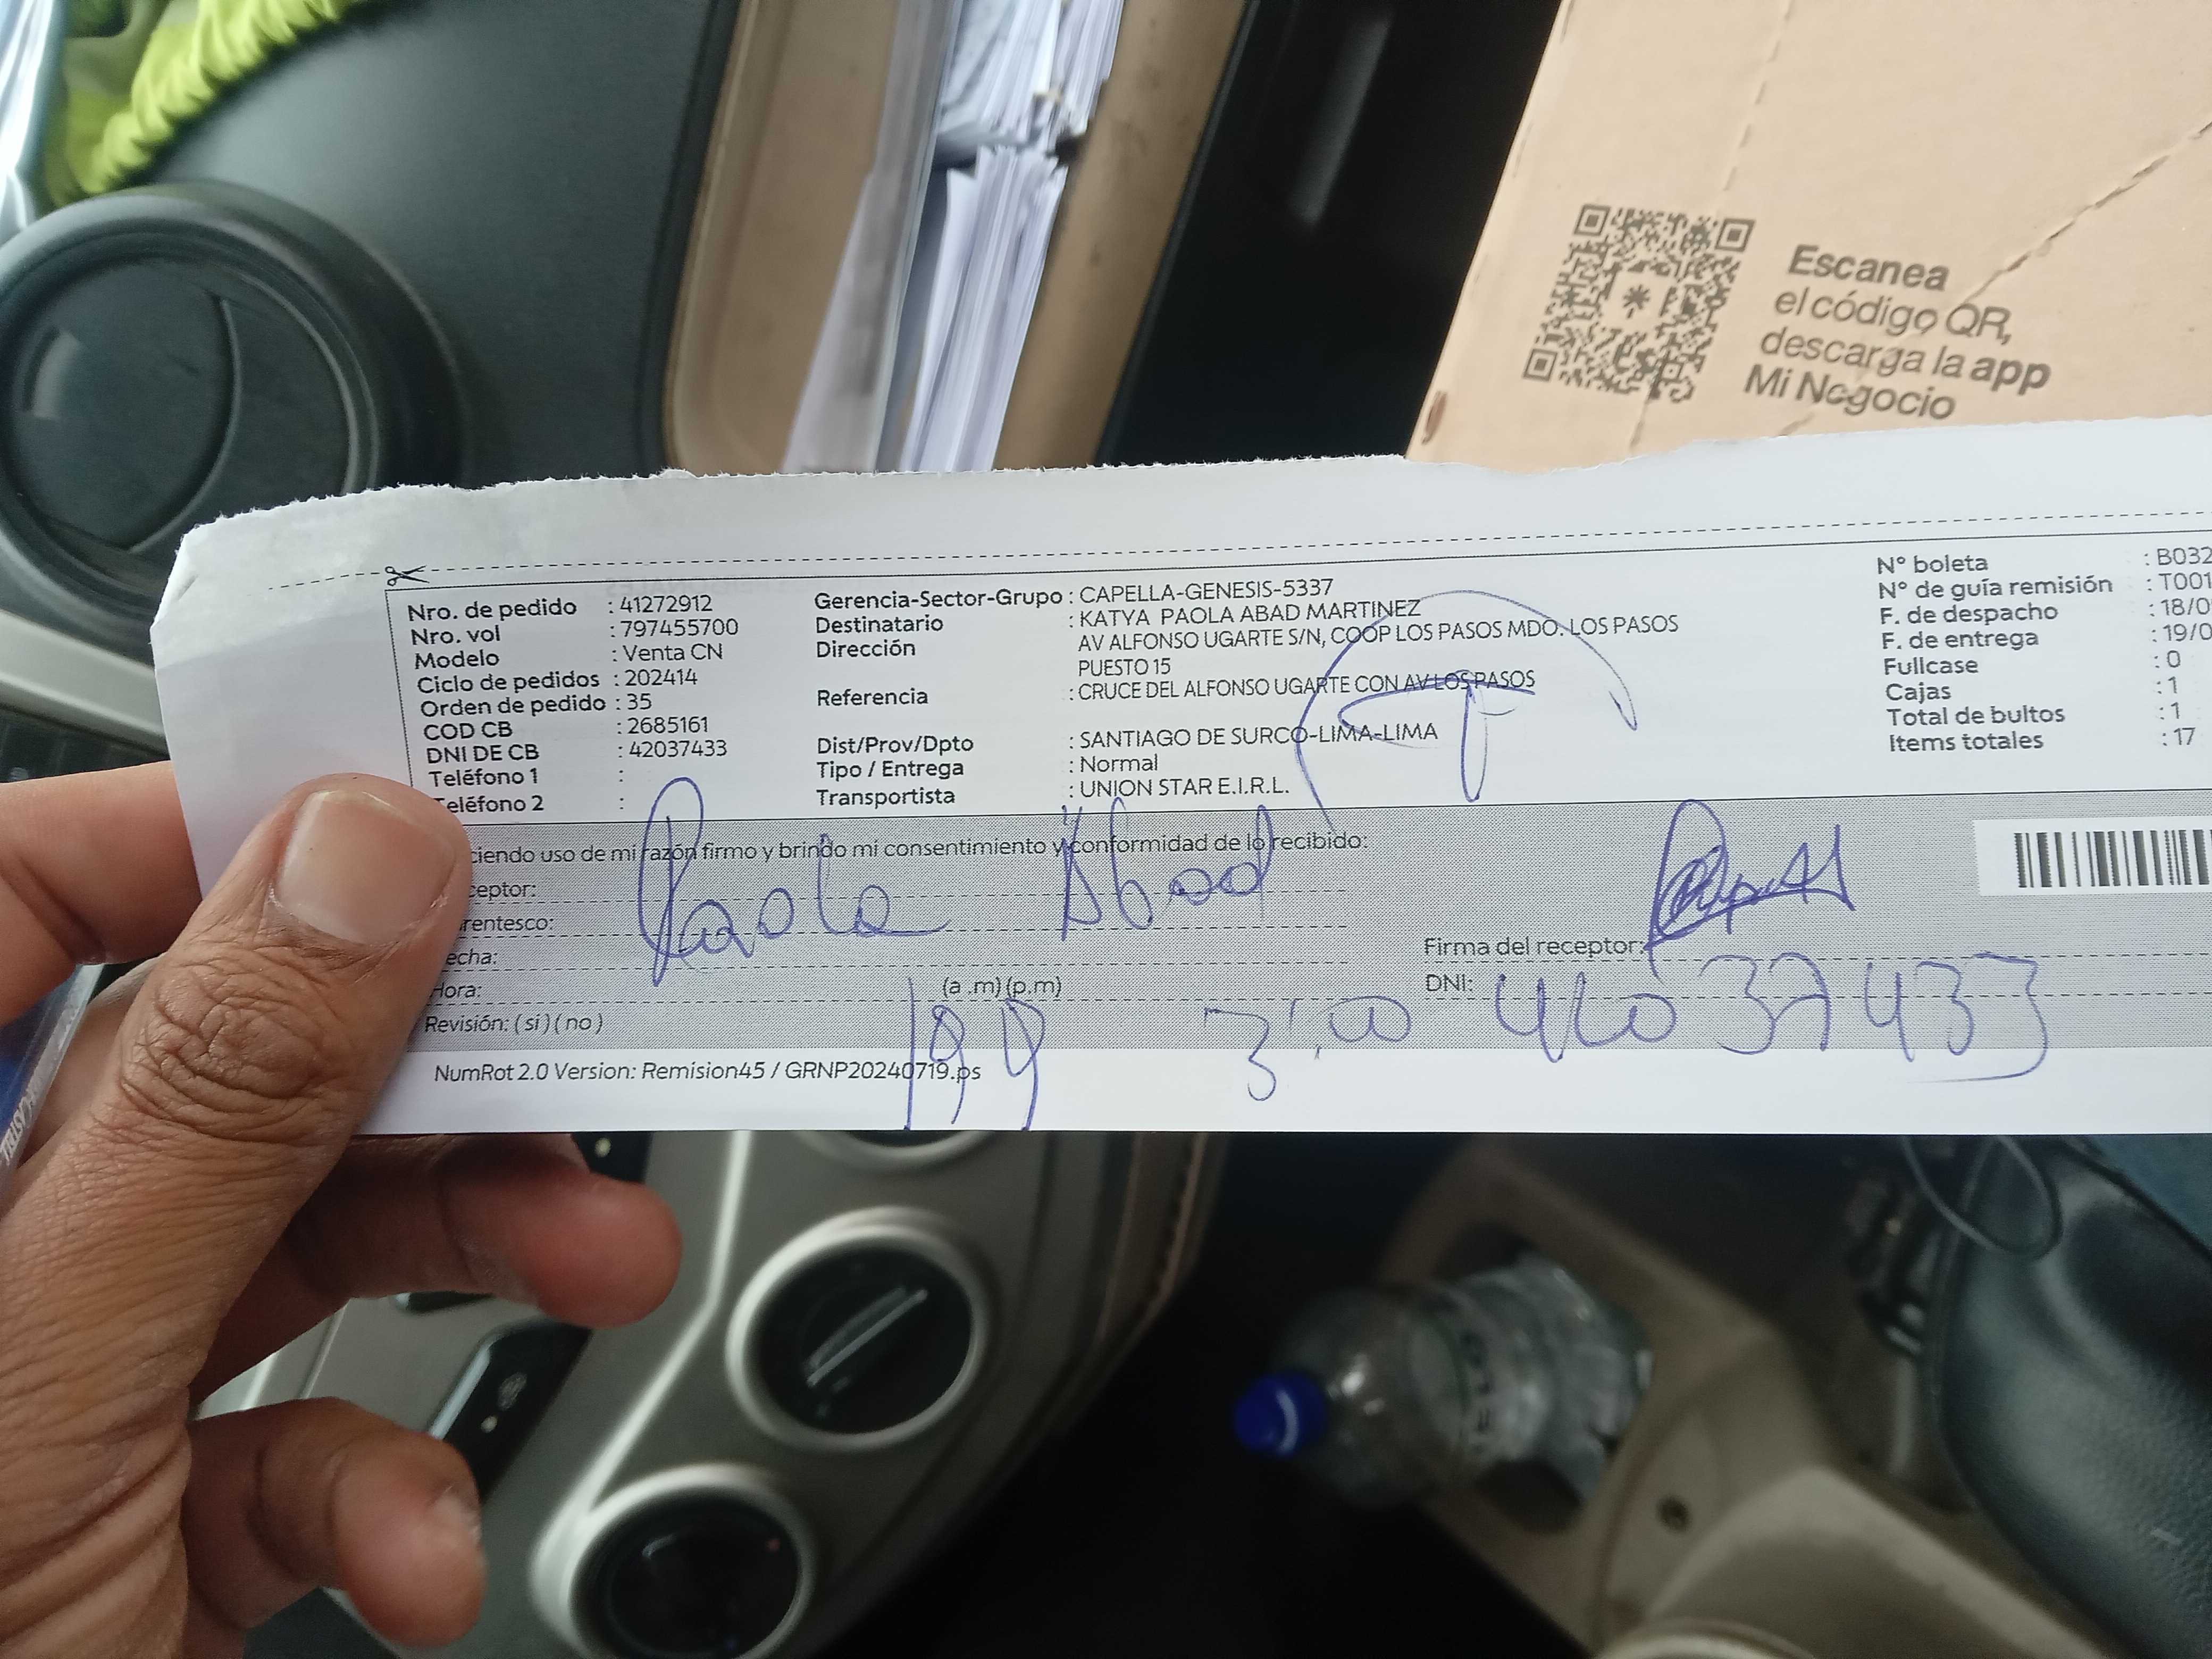 Escanea
el código QR,
descarga la app
Mi Negocio
Nro. de pedido : 41272912
Nro. vol : 797455700
Modelo : Venta CN
Ciclo de pedidos : 202414
Orden de pedido : 35
COD CB : 2685161
DNI DE CB : 42037433
Teléfono 1 :
eléfono 2 :
Gerencia-Sector-Grupo : CAPELLA-GENESIS-5337
Destinatario : KATYA PAOLA ABAD MARTINEZ
Dirección AV ALFONSO UGARTE S/N, COOP LOS PASOS MDO. LOS PASOS
PUESTO 15
Referencia : CRUCE DEL ALFONSO UGARTE CON AV LOS PASOS
Dist/Prov/Dpto : SANTIAGO DE SURCO-LIMA-LIMA
Tipo / Entrega : Normal
Transportista : UNION STAR E.I.R.L.
N° boleta : B032
N° de guía remisión : T001
F. de despacho : 18/0
F. de entrega : 19/0
Fullcase : 0
Cajas : 1
Total de bultos : 1
Items totales : 17
ciendo uso de mi razón firmo y brindo mi consentimiento y conformidad de lo recibido:
ceptor: Paola Abad
rentesco:
echa:
Hora: (a .m) (p.m)
Revisión: ( si ) ( no )
19 9 3:00
Firma del receptor:
DNI: 42037433
NumRot 2.0 Version: Remision45 / GRNP20240719.ps